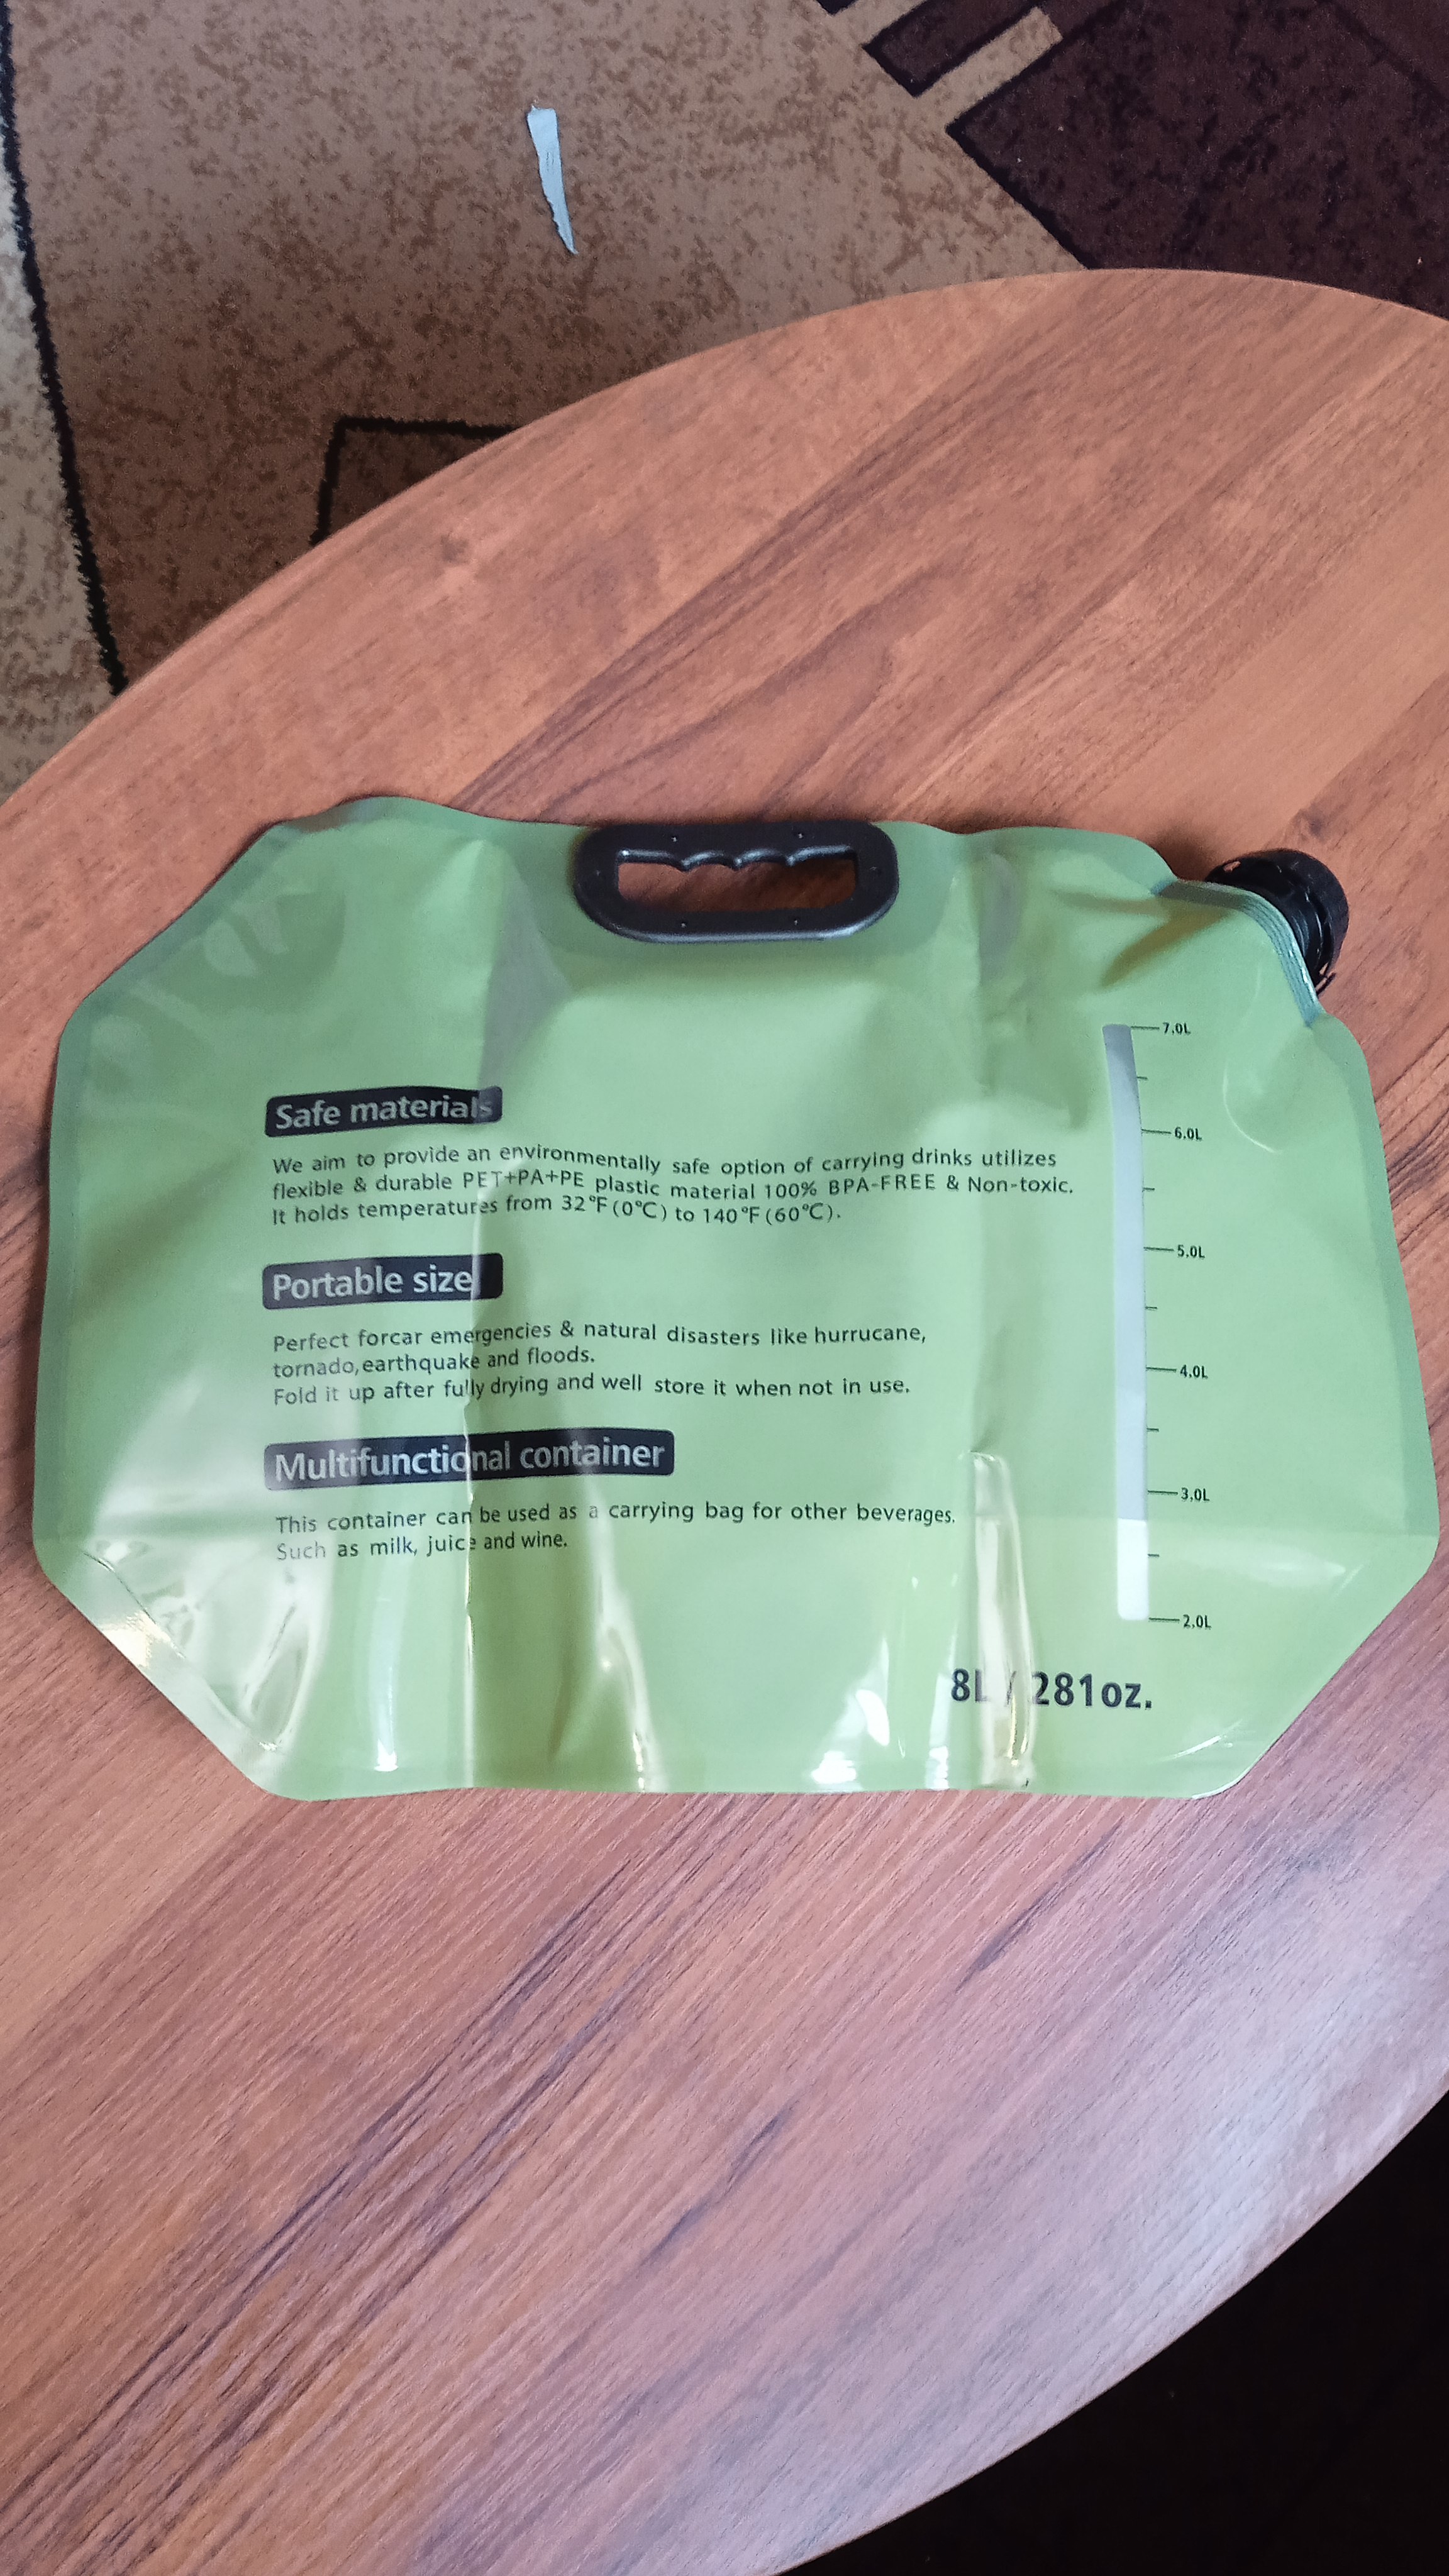 Safe materials
We aim to provide an environmentally safe option of carrying drinks utilizes
flexible & durable PET+PA+PE plastic material 100% BPA-FREE & Non-toxic.
It holds temperatures from 32°F(0°C) to 140°F(60°C).
Portable size
Perfect forcar emergencies & natural disasters like hurrucane,
tornado,earthquake and floods.
Fold it up after fully drying and well store it when not in use.
Multifunctional container
This container can be used as a carrying bag for other beverages.
Such as milk, juice and wine.
7.0L
6.0L
5.0L
4.0L
3.0L
2.0L
8L / 281oz.